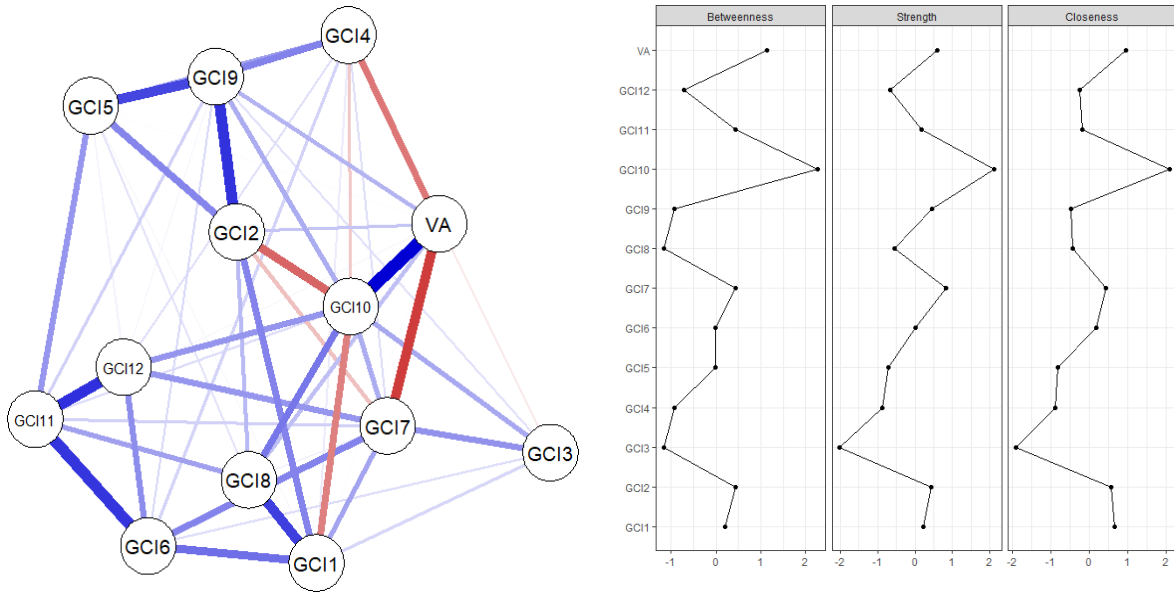 GCI4
GCI9
GCI5
GCI2
VA
GCI10
GCI12
GCI11
GCI7
GCI3
GCI8
GCI6
GCI1
Betweenness Strength Closeness
VA
GCI12
GCI11
GCI10
GCI9
GCI8
GCI7
GCI6
GCI5
GCI4
GCI3
GCI2
GCI1
-1 0 1 2 -2 -1 0 1 2 -2 -1 0 1 2